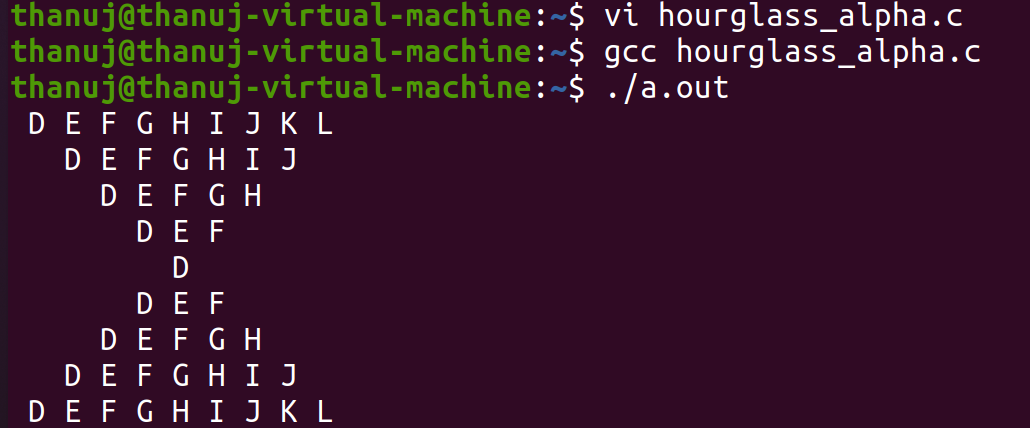 thanuj@thanuj-virtual-machine:~$ vi hourglass_alpha.c
thanuj@thanuj-virtual-machine:~$ gcc hourglass_alpha.c
thanuj@thanuj-virtual-machine:~$ ./a.out
 D E F G H I J K L
   D E F G H I J
     D E F G H
       D E F
         D
       D E F
     D E F G H
   D E F G H I J
 D E F G H I J K L